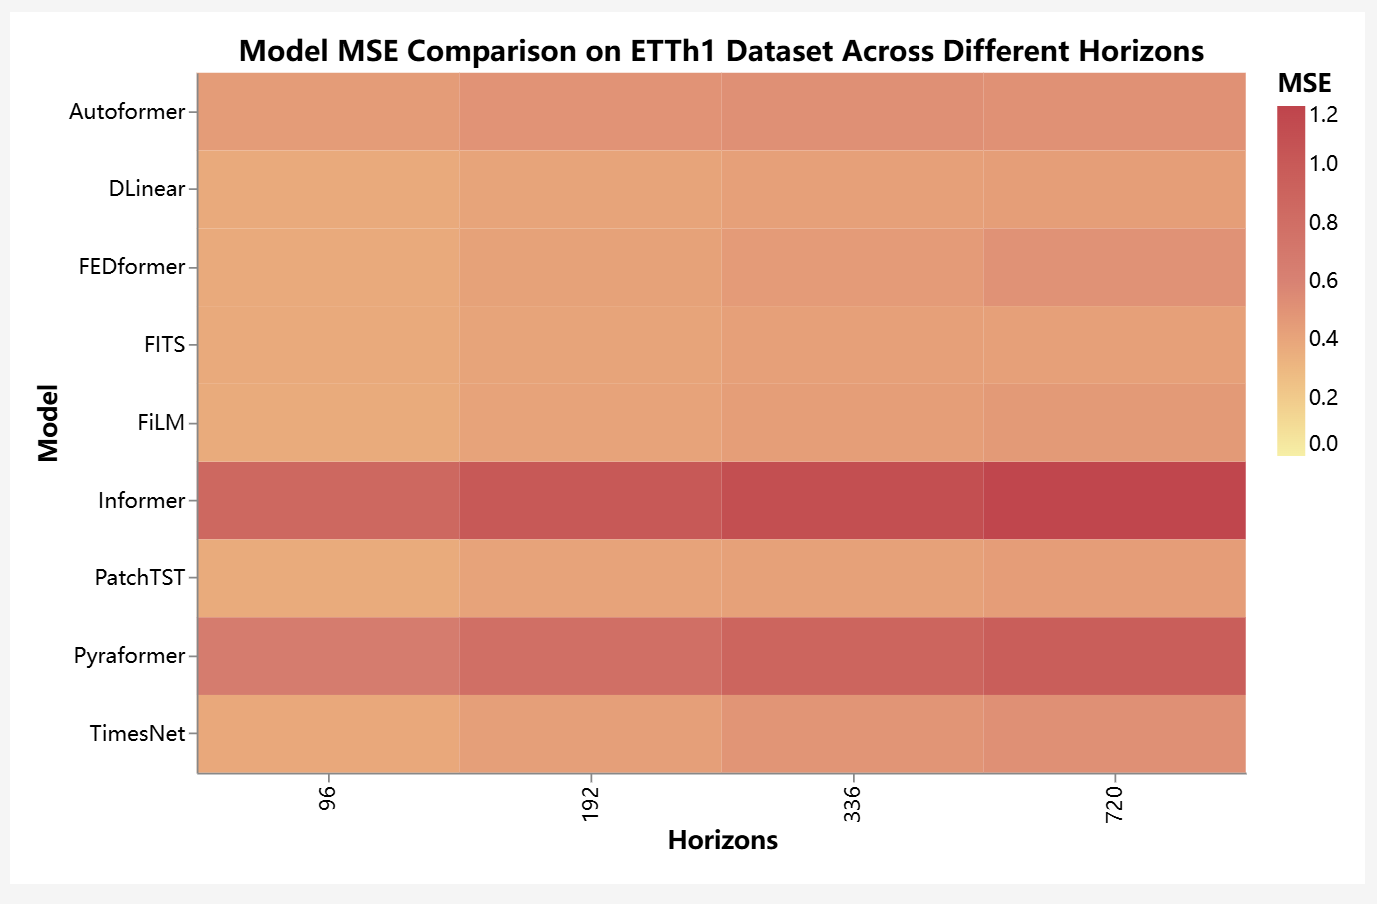 Model MSE Comparison on ETTh1 Dataset Across Different Horizons
MSE
1.2
1.0
0.8
0.6
0.4
0.2
0.0
Model
Autoformer
DLinear
FEDformer
FITS
FiLM
Informer
PatchTST
Pyraformer
TimesNet
96
192
336
720
Horizons